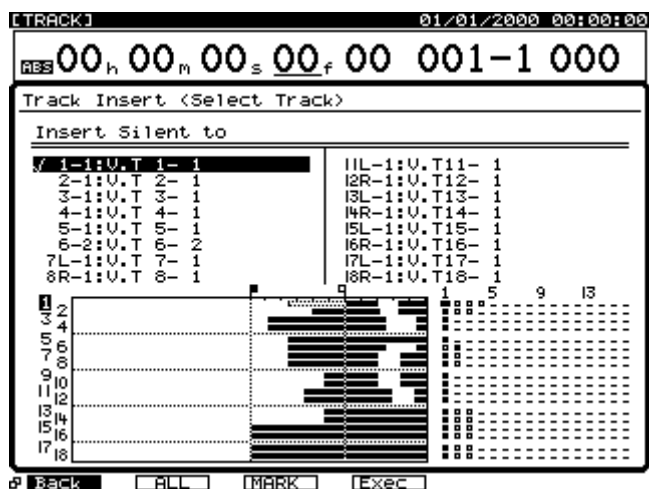 [TRACK] 01/01/2000 00:00:00
ABS 00h 00m 00s 00f 00 001-1 000
Track Insert (Select Track)
Insert Silent to
√ 1-1:V.T 1- 1
2-1:V.T 2- 1
3-1:V.T 3- 1
4-1:V.T 4- 1
5-1:V.T 5- 1
6-2:V.T 6- 2
7L-1:V.T 7- 1
8R-1:V.T 8- 1
11L-1:V.T11- 1
12R-1:V.T12- 1
13L-1:V.T13- 1
14R-1:V.T14- 1
15L-1:V.T15- 1
16R-1:V.T16- 1
17L-1:V.T17- 1
18R-1:V.T18- 1
1 5 9 13
1
2
3
4
5
6
7
8
9
10
11
12
13
14
15
16
17
18
Back ALL MARK Exec